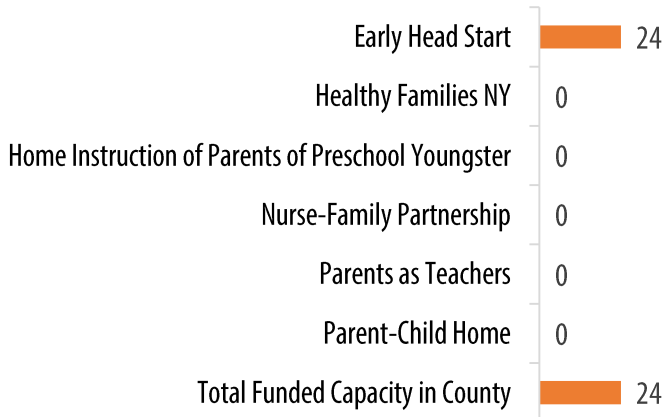 Early Head Start 24
Healthy Families NY 0
Home Instruction of Parents of Preschool Youngster 0
Nurse-Family Partnership 0
Parents as Teachers 0
Parent-Child Home 0
Total Funded Capacity in County 24